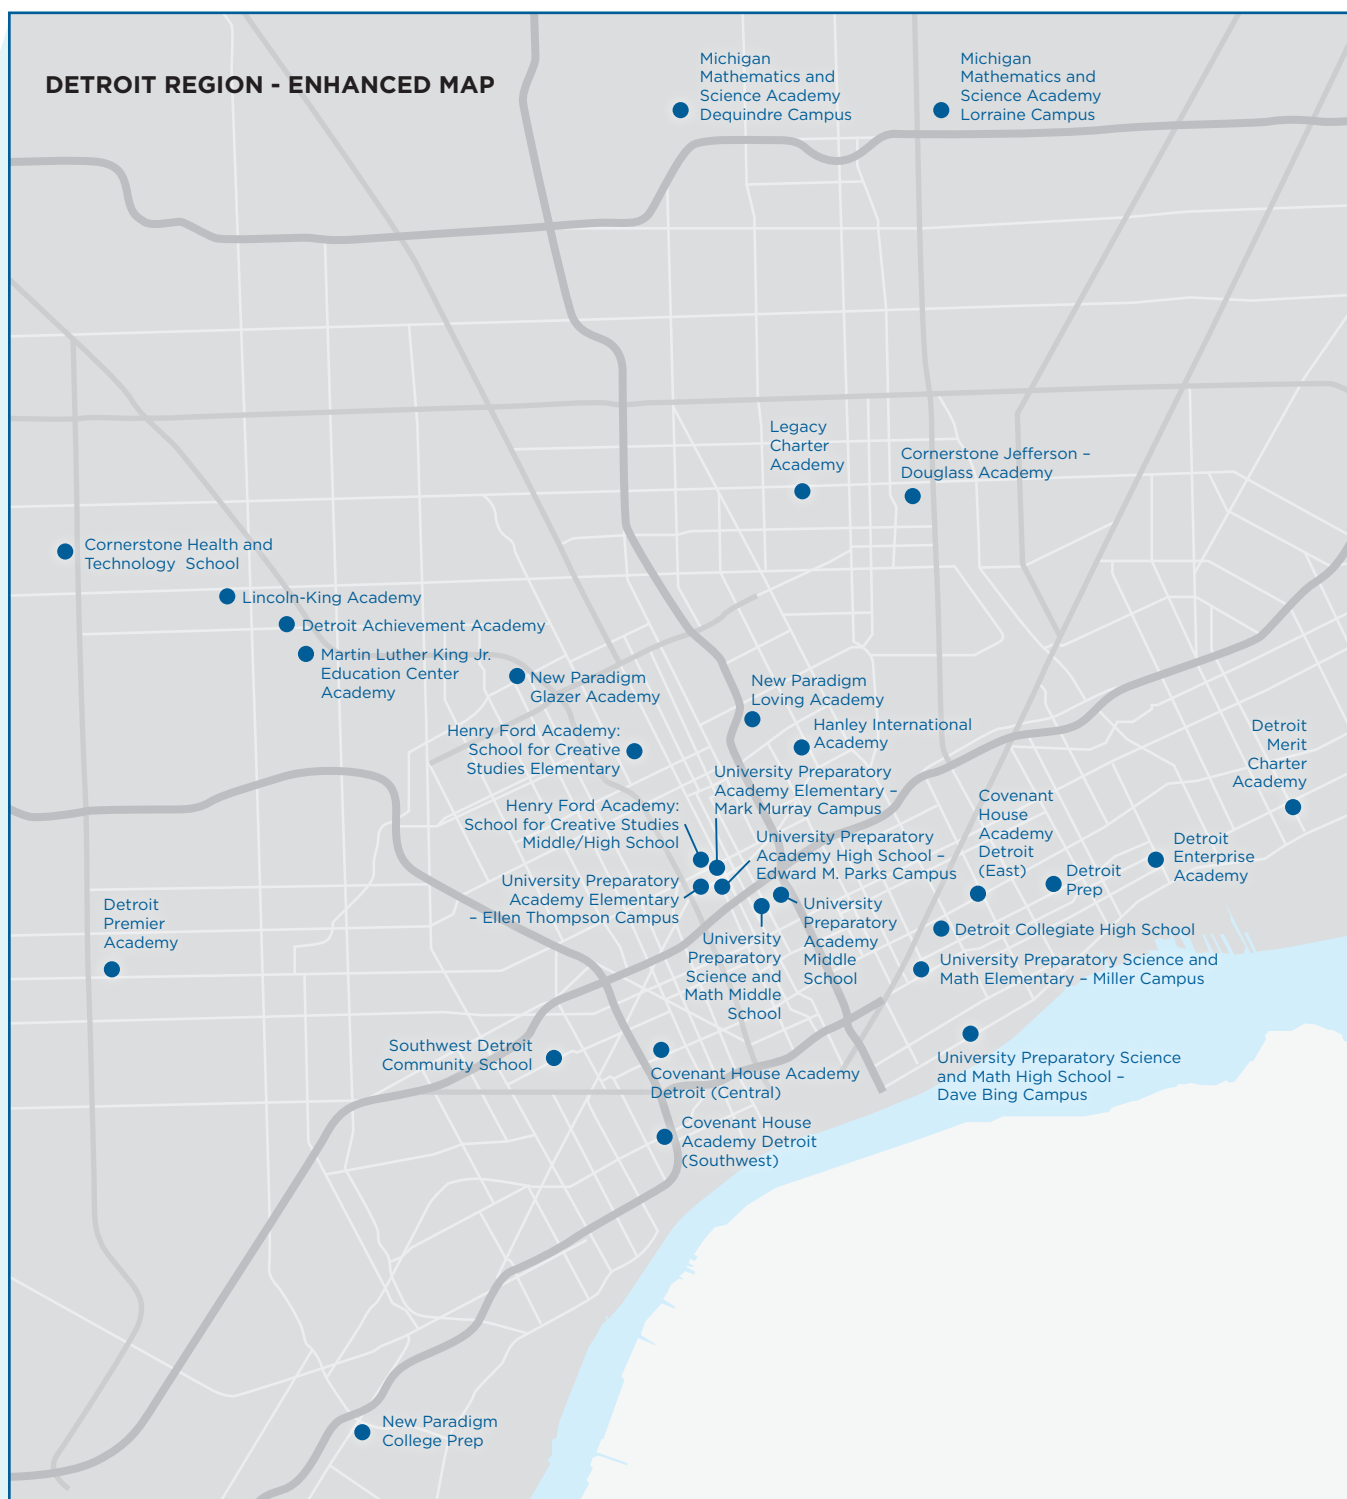 DETROIT REGION - ENHANCED MAP
Michigan
Mathematics and
Science Academy
Dequindre Campus
Michigan
Mathematics and
Science Academy
Lorraine Campus
Legacy
Charter
Academy
Cornerstone Jefferson –
Douglass Academy
Cornerstone Health and
Technology School
Lincoln-King Academy
Detroit Achievement Academy
Martin Luther King Jr.
Education Center
Academy
New Paradigm
Glazer Academy
New Paradigm
Loving Academy
Hanley International
Academy
Henry Ford Academy:
School for Creative
Studies Elementary
Detroit
Merit
Charter
Academy
University Preparatory
Academy Elementary –
Mark Murray Campus
Henry Ford Academy:
School for Creative Studies
Middle/High School
Covenant
House
Academy
Detroit
(East)
University Preparatory
Academy High School –
Edward M. Parks Campus
Detroit
Enterprise
Academy
Detroit
Prep
University Preparatory
Academy Elementary
– Ellen Thompson Campus
Detroit
Premier
Academy
University
Preparatory
Academy
Middle
School
University
Preparatory
Science and
Math Middle
School
Detroit Collegiate High School
University Preparatory Science and
Math Elementary – Miller Campus
Southwest Detroit
Community School
Covenant House Academy
Detroit (Central)
University Preparatory Science
and Math High School –
Dave Bing Campus
Covenant House
Academy Detroit
(Southwest)
New Paradigm
College Prep